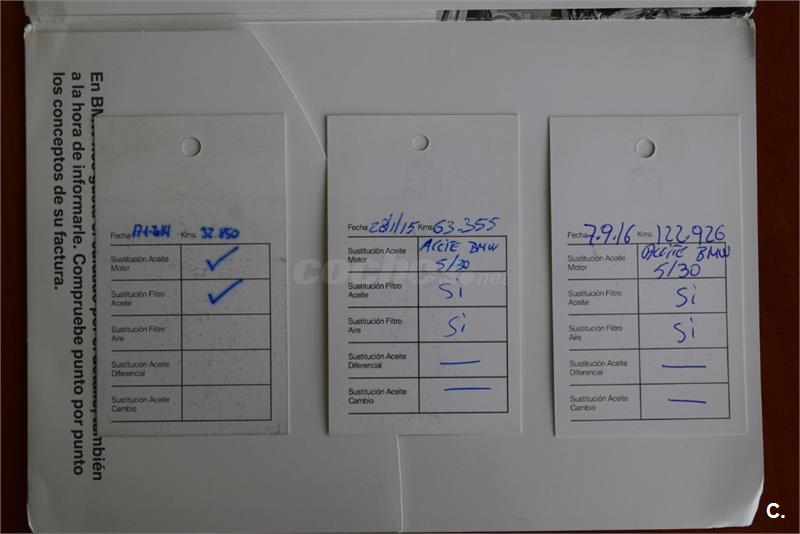 a la hora de informarle. Compruebe punto por punto
los conceptos de su factura.
Fecha Kms. 32.850
Sustitución Aceite Motor ✓
Sustitución Filtro Aceite ✓
Sustitución Filtro Aire
Sustitución Aceite Diferencial
Sustitución Aceite Cambio
Fecha 23/1/15 Kms. 63.355
Sustitución Aceite Motor ACEITE BMW 5/30
Sustitución Filtro Aceite Si
Sustitución Filtro Aire Si
Sustitución Aceite Diferencial —
Sustitución Aceite Cambio —
Fecha 7.9.16 Kms. 122.926
Sustitución Aceite Motor ACEITE BMW 5/30
Sustitución Filtro Aceite Si
Sustitución Filtro Aire Si
Sustitución Aceite Diferencial —
Sustitución Aceite Cambio —
coches.net
C.